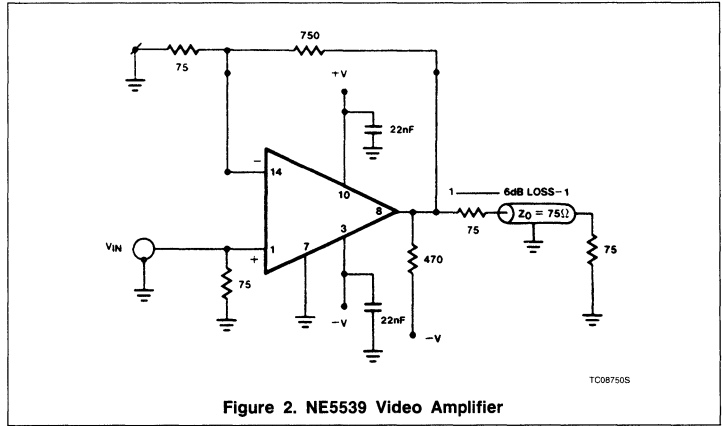 750
75
+V
22nF
−
14
10
1 6dB LOSS-1
8
Z₀ = 75Ω
VIN
75
3
1
7
+
75
470
75
22nF
−V
−V
TC08750S
Figure 2. NE5539 Video Amplifier